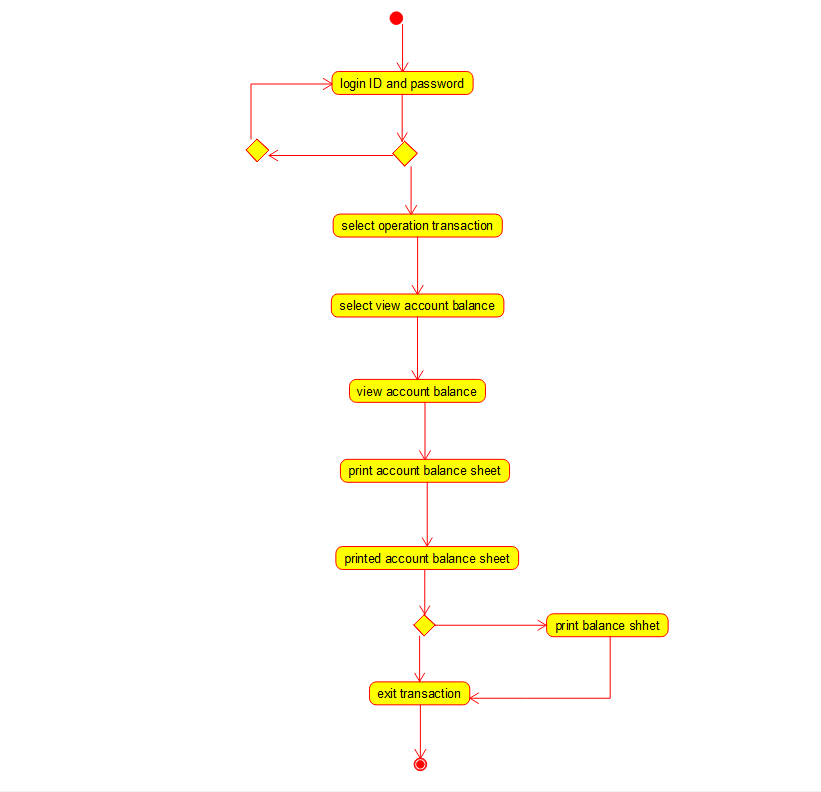 login ID and password
select operation transaction
select view account balance
view account balance
print account balance sheet
printed account balance sheet
print balance shhet
exit transaction